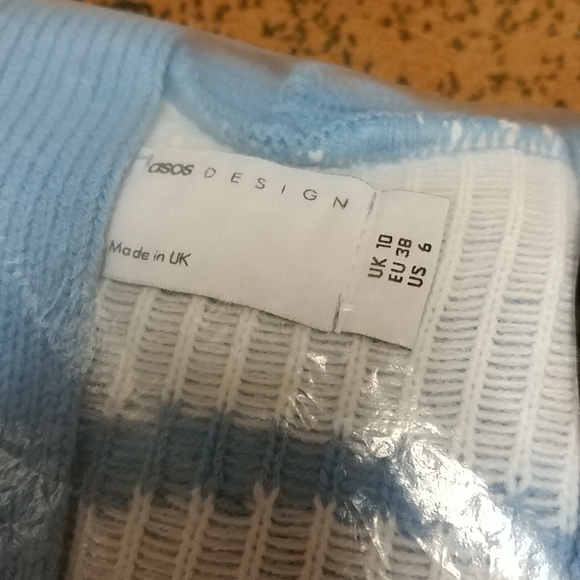 asos DESIGN
Made in UK
UK 10
EU 38
US 6